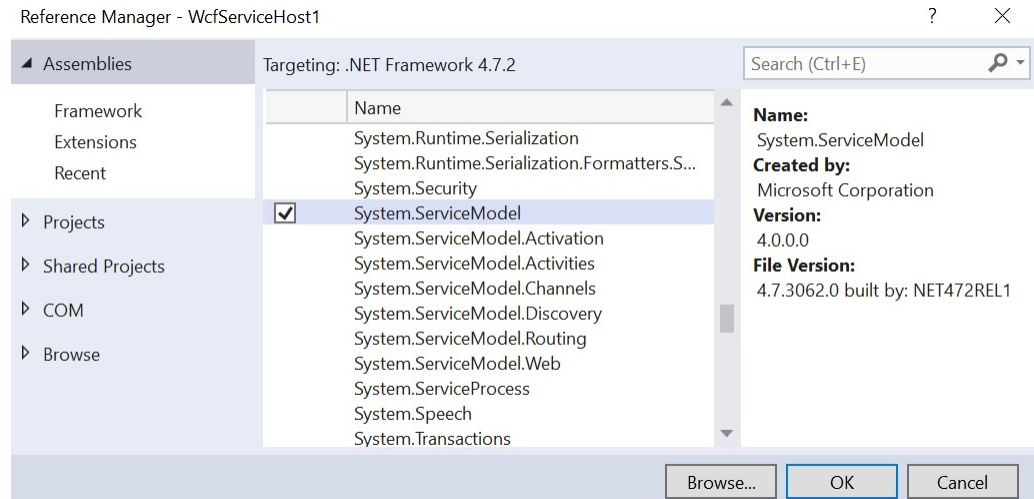 Reference Manager - WcfServiceHost1
?
Assemblies
Framework
Extensions
Recent
Projects
Shared Projects
COM
Browse
Targeting: .NET Framework 4.7.2
Name
System.Runtime.Serialization
System.Runtime.Serialization.Formatters.S...
System.Security
System.ServiceModel
System.ServiceModel.Activation
System.ServiceModel.Activities
System.ServiceModel.Channels
System.ServiceModel.Discovery
System.ServiceModel.Routing
System.ServiceModel.Web
System.ServiceProcess
System.Speech
System.Transactions
Search (Ctrl+E)
Name:
System.ServiceModel
Created by:
Microsoft Corporation
Version:
4.0.0.0
File Version:
4.7.3062.0 built by: NET472REL1
Browse...
OK
Cancel